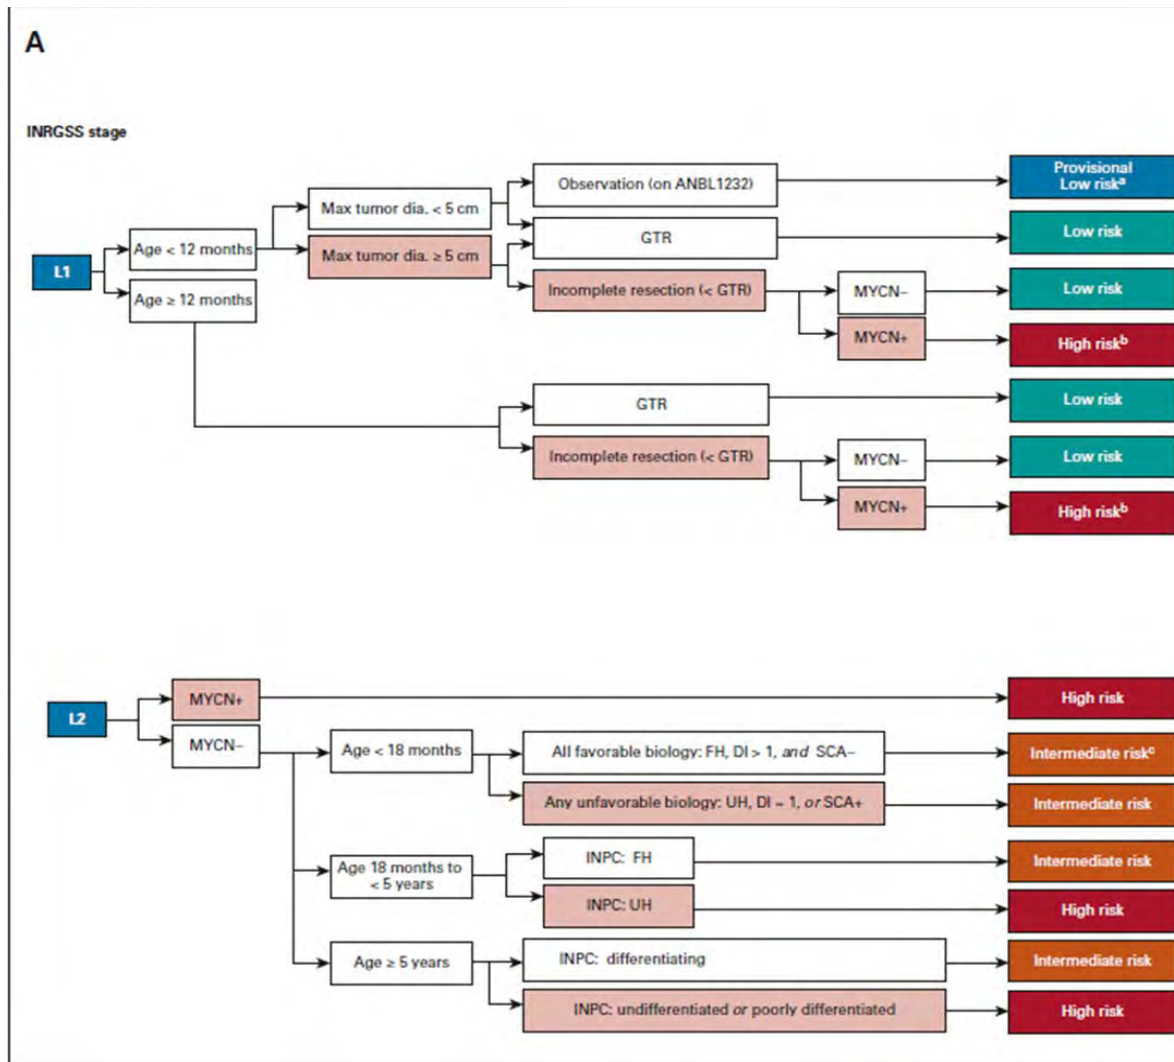 A
INRGSS stage
L1
Age < 12 months
Age ≥ 12 months
Max tumor dia. < 5 cm
Max tumor dia. ≥ 5 cm
Observation (on ANBL1232)
GTR
Incomplete resection (< GTR)
MYCN−
MYCN+
Provisional
Low riskᵃ
Low risk
Low risk
High riskᵇ
GTR
Incomplete resection (< GTR)
MYCN−
MYCN+
Low risk
Low risk
High riskᵇ
L2
MYCN+
MYCN−
High risk
Age < 18 months
All favorable biology: FH, DI > 1, and SCA−
Intermediate riskᶜ
Any unfavorable biology: UH, DI = 1, or SCA+
Intermediate risk
Age 18 months to
< 5 years
INPC: FH
Intermediate risk
INPC: UH
High risk
Age ≥ 5 years
INPC: differentiating
Intermediate risk
INPC: undifferentiated or poorly differentiated
High risk